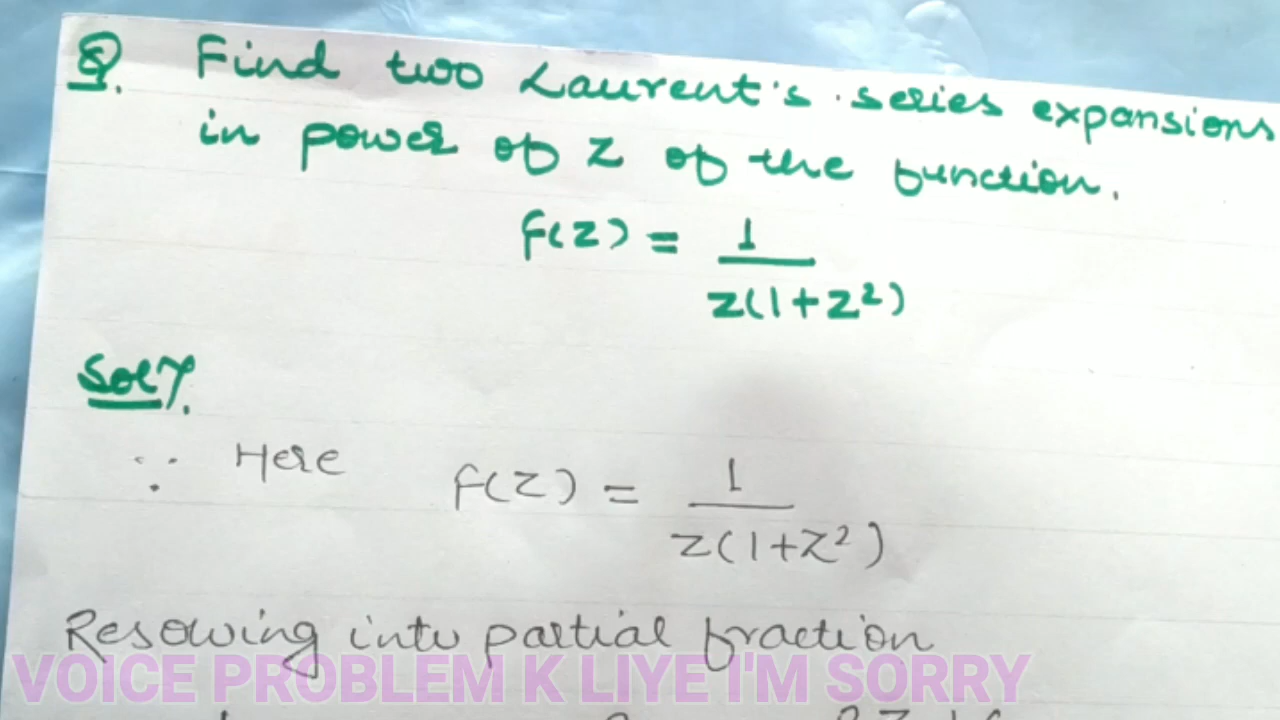 Q. Find two Laurent's series expansions
in power of z of the function.
f(z) = 1 / z(1+z²)
Solⁿ.
∵ Here f(z) = 1 / z(1+z²)
Resolving into partial fraction
VOICE PROBLEM K LIYE I'M SORRY